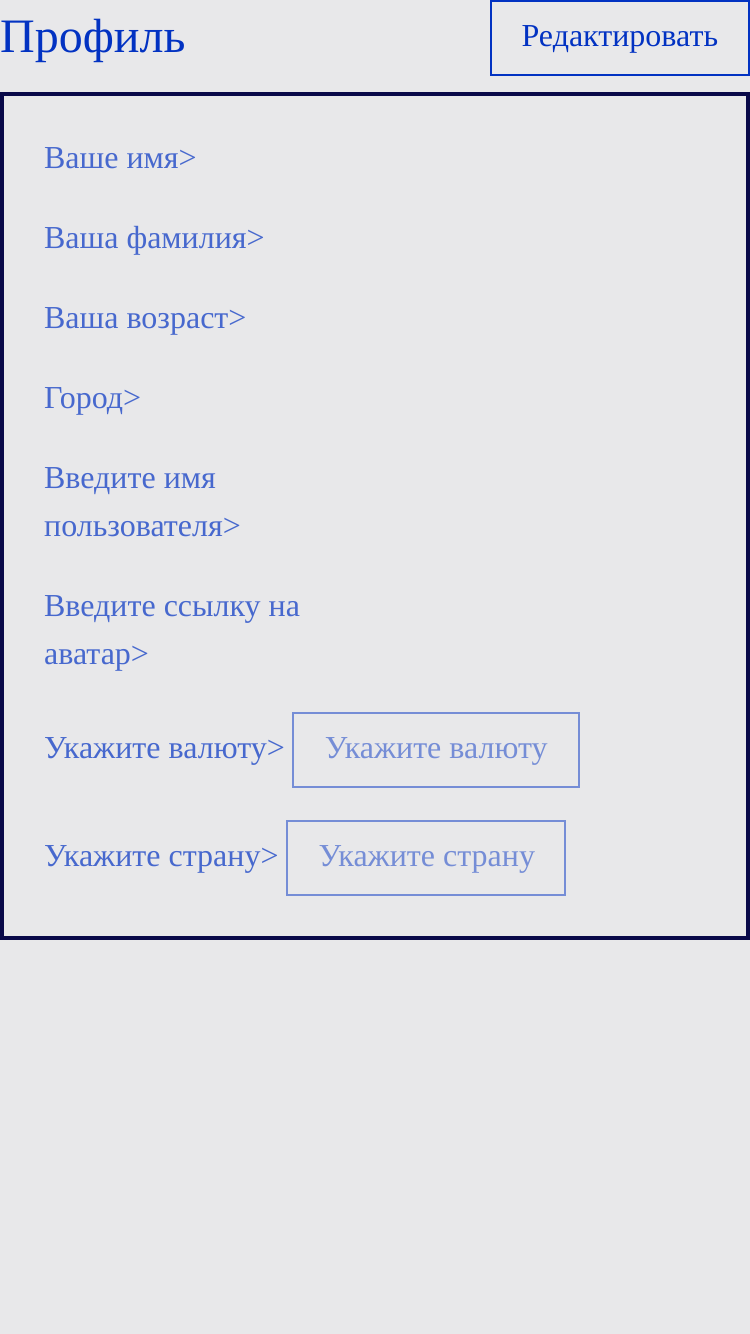 Профиль
Редактировать
Ваше имя>
Ваша фамилия>
Ваша возраст>
Город>
Введите имя
пользователя>
Введите ссылку на
аватар>
Укажите валюту> Укажите валюту
Укажите страну> Укажите страну